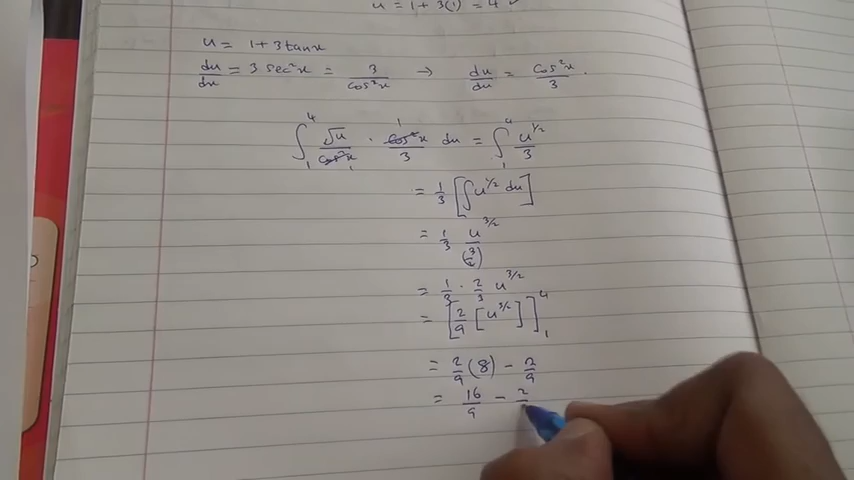 u = 1 + 3(1) = 4 ✓
u = 1 + 3 tanx
du/dx = 3 sec²x = 3/cos²x → dx/du = cos²x/3 .
∫₁⁴ √u/cos²x · cos²x/3 du = ∫₁⁴ u^1/2/3
= 1/3 [∫ u^1/2 du]
= 1/3 u^3/2/(3/2)
= 1/3 · 2/3 u^3/2
= [2/9 [u^3/2]]₁⁴
= 2/9 (8) - 2/9
= 16/9 - 2